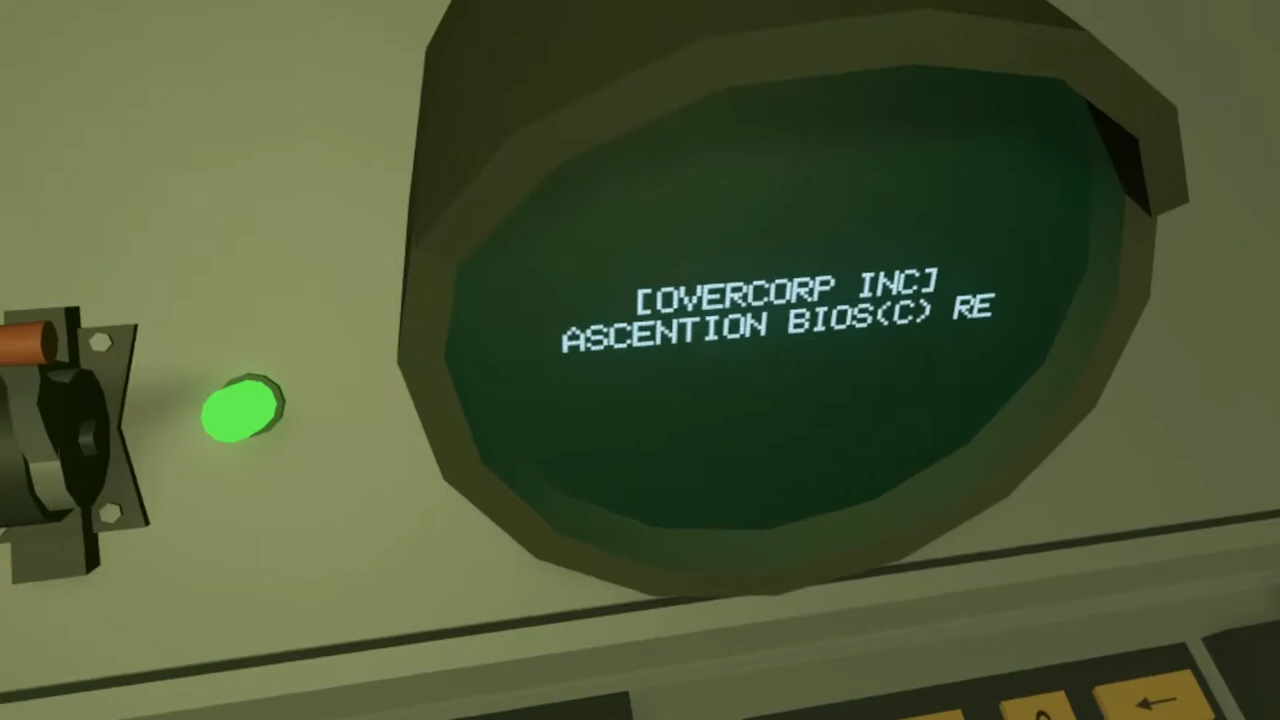 [OVERCORP INC]
ASCENTION BIOS(C) RE
←